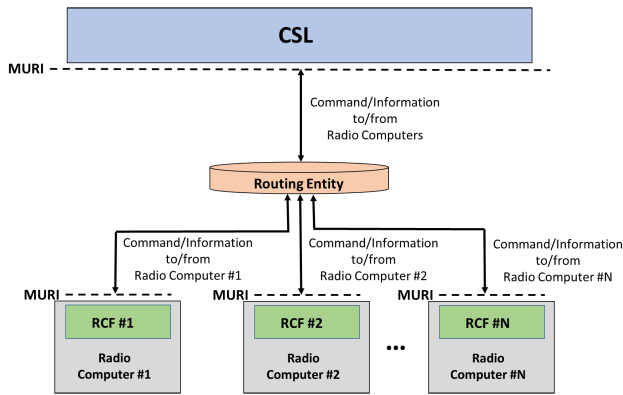 CSL
MURI
Command/Information
to/from
Radio Computers
Routing Entity
Command/Information
to/from
Radio Computer #1
Command/Information
to/from
Radio Computer #2
Command/Information
to/from
Radio Computer #N
MURI
MURI
MURI
RCF #1
RCF #2
RCF #N
Radio
Computer #1
Radio
Computer #2
...
Radio
Computer #N